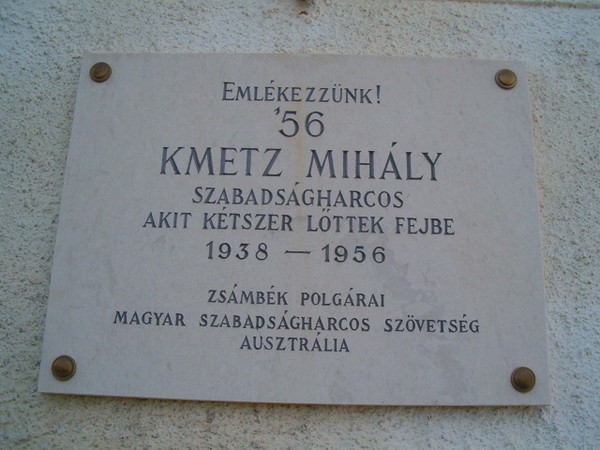 EMLÉKEZZÜNK!
'56
KMETZ MIHÁLY
SZABADSÁGHARCOS
AKIT KÉTSZER LŐTTEK FEJBE
1938 — 1956
ZSÁMBÉK POLGÁRAI
MAGYAR SZABADSÁGHARCOS SZÖVETSÉG
AUSZTRÁLIA